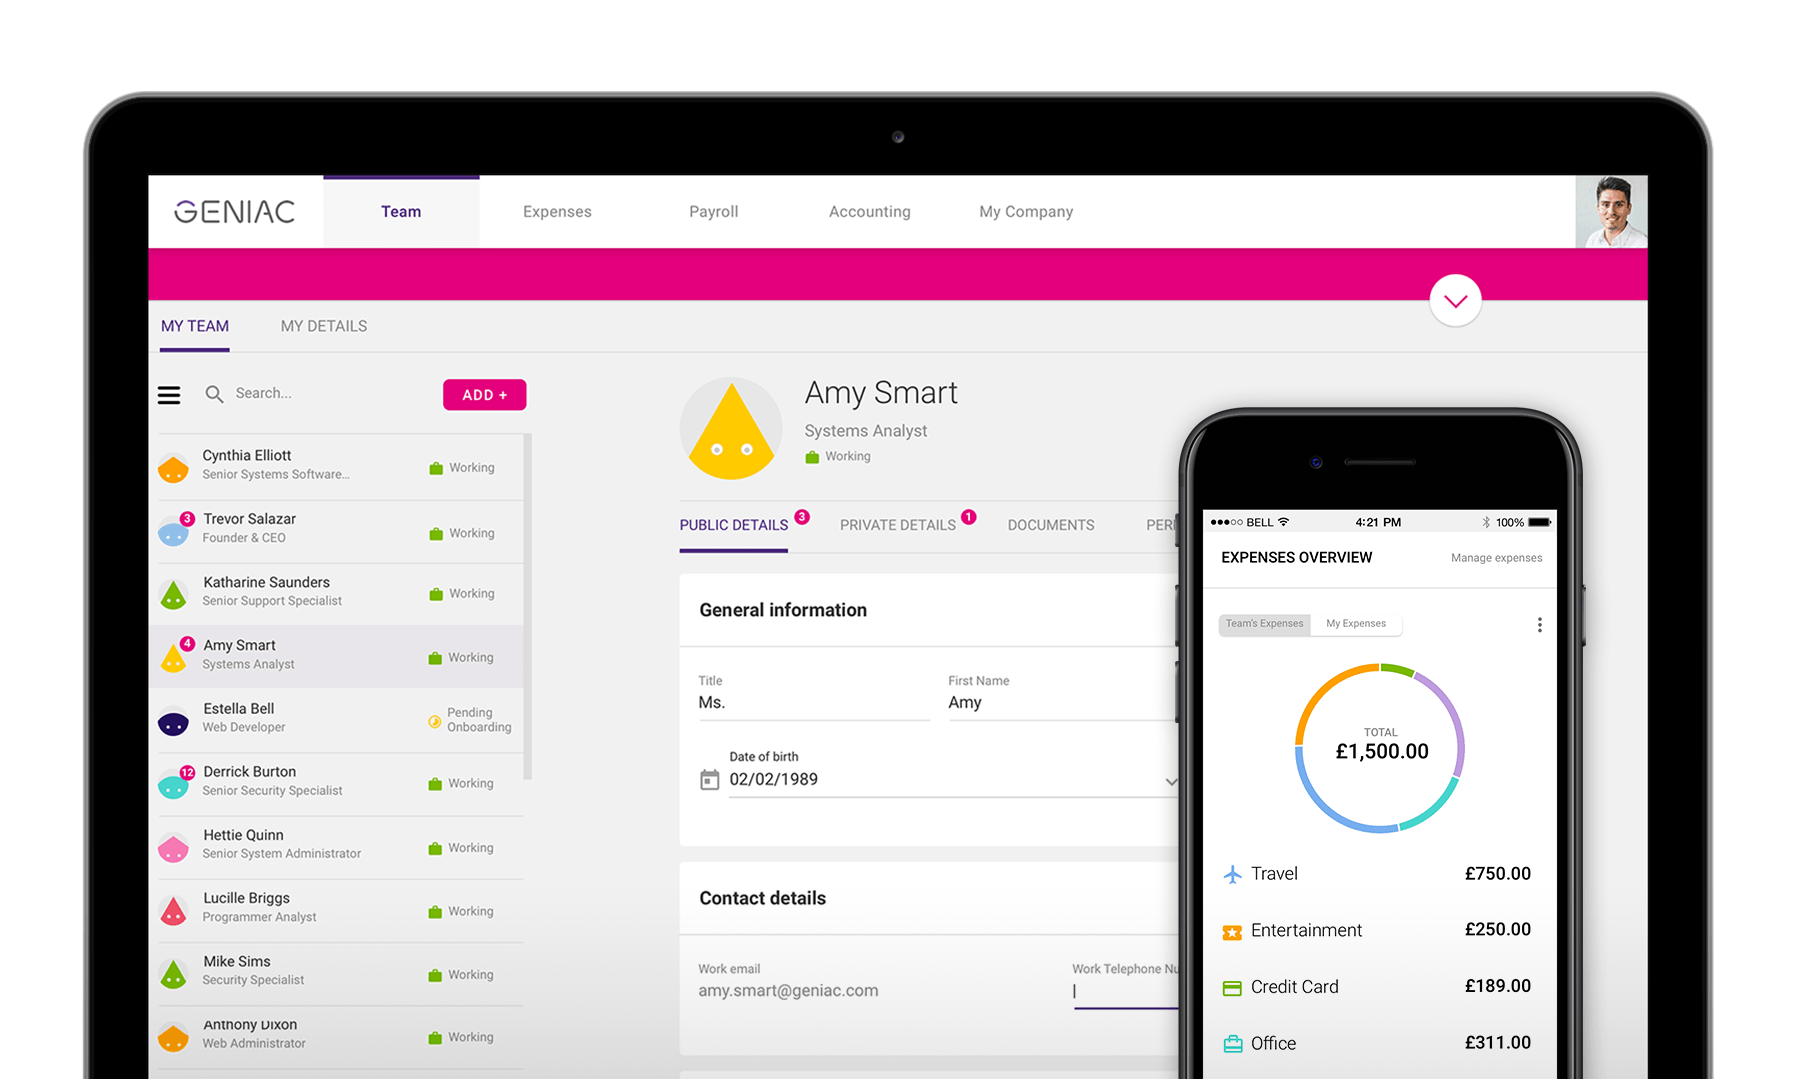 GENIAC
Team
Expenses
Payroll
Accounting
My Company
MY TEAM
MY DETAILS
Search...
ADD +
Cynthia Elliott
Senior Systems Software...
Working
3
Trevor Salazar
Founder & CEO
Working
Katharine Saunders
Senior Support Specialist
Working
4
Amy Smart
Systems Analyst
Working
Estella Bell
Web Developer
Pending
Onboarding
12
Derrick Burton
Senior Security Specialist
Working
Hettie Quinn
Senior System Administrator
Working
Lucille Briggs
Programmer Analyst
Working
Mike Sims
Security Specialist
Working
Anthony Dixon
Web Administrator
Working
Amy Smart
Systems Analyst
Working
PUBLIC DETAILS 3
PRIVATE DETAILS 1
DOCUMENTS
PER
General information
Title
Ms.
First Name
Amy
Date of birth
02/02/1989
Contact details
Work email
amy.smart@geniac.com
Work Telephone Nu
BELL
4:21 PM
100%
EXPENSES OVERVIEW
Manage expenses
Team's Expenses
My Expenses
TOTAL
£1,500.00
Travel £750.00
Entertainment £250.00
Credit Card £189.00
Office £311.00